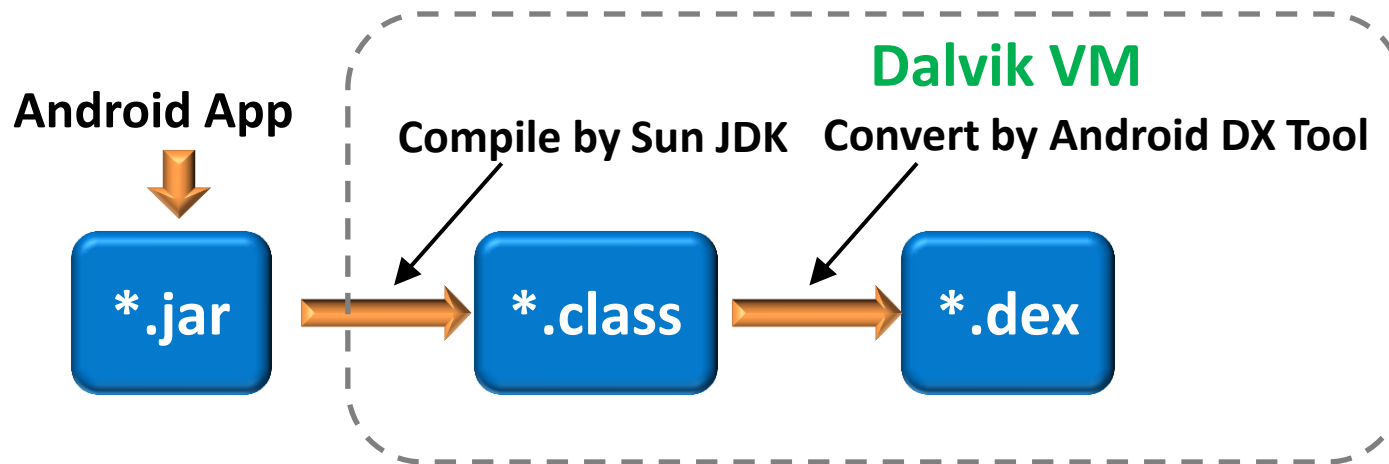 Dalvik VM
Android App
Compile by Sun JDK
Convert by Android DX Tool
*.jar
*.class
*.dex